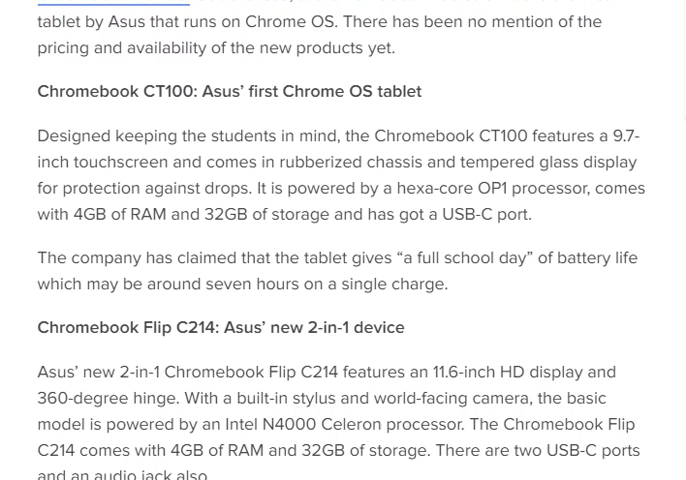 tablet by Asus that runs on Chrome OS. There has been no mention of the
pricing and availability of the new products yet.
Chromebook CT100: Asus’ first Chrome OS tablet
Designed keeping the students in mind, the Chromebook CT100 features a 9.7-
inch touchscreen and comes in rubberized chassis and tempered glass display
for protection against drops. It is powered by a hexa-core OP1 processor, comes
with 4GB of RAM and 32GB of storage and has got a USB-C port.
The company has claimed that the tablet gives “a full school day” of battery life
which may be around seven hours on a single charge.
Chromebook Flip C214: Asus’ new 2-in-1 device
Asus’ new 2-in-1 Chromebook Flip C214 features an 11.6-inch HD display and
360-degree hinge. With a built-in stylus and world-facing camera, the basic
model is powered by an Intel N4000 Celeron processor. The Chromebook Flip
C214 comes with 4GB of RAM and 32GB of storage. There are two USB-C ports
and an audio jack also